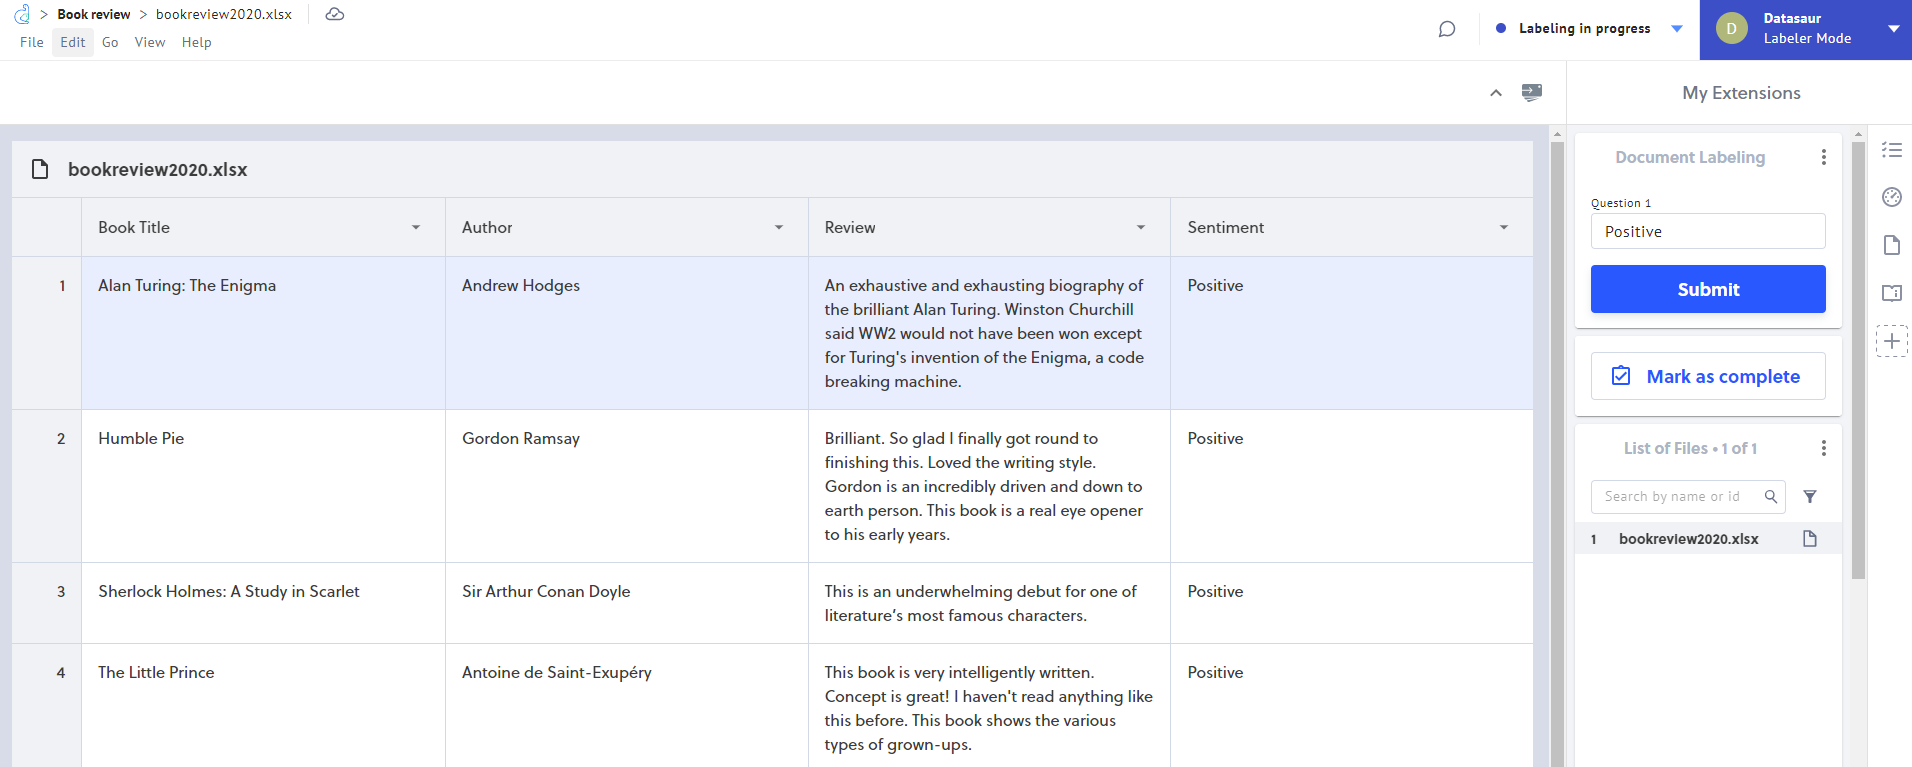 > Book review > bookreview2020.xlsx
File Edit Go View Help
Labeling in progress
D
Datasaur
Labeler Mode
My Extensions
bookreview2020.xlsx
Book Title Author Review Sentiment
1 Alan Turing: The Enigma Andrew Hodges An exhaustive and exhausting biography of Positive
the brilliant Alan Turing. Winston Churchill
said WW2 would not have been won except
for Turing's invention of the Enigma, a code
breaking machine.
2 Humble Pie Gordon Ramsay Brilliant. So glad I finally got round to Positive
finishing this. Loved the writing style.
Gordon is an incredibly driven and down to
earth person. This book is a real eye opener
to his early years.
3 Sherlock Holmes: A Study in Scarlet Sir Arthur Conan Doyle This is an underwhelming debut for one of Positive
literature's most famous characters.
4 The Little Prince Antoine de Saint-Exupéry This book is very intelligently written. Positive
Concept is great! I haven't read anything like
this before. This book shows the various
types of grown-ups.
Document Labeling
Question 1
Positive
Submit
Mark as complete
List of Files • 1 of 1
Search by name or id
1 bookreview2020.xlsx